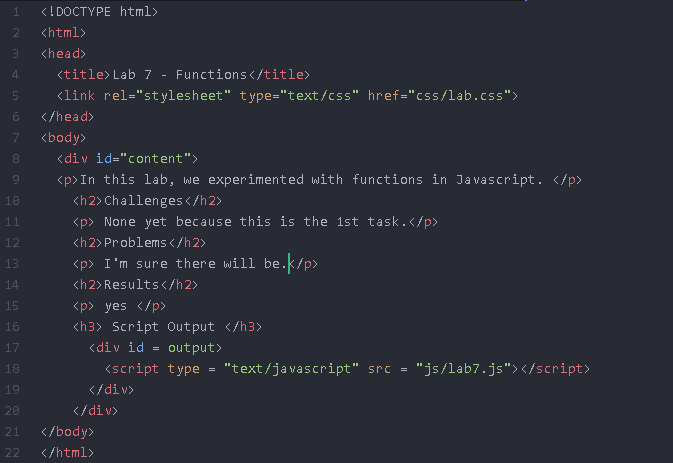 1 <!DOCTYPE html>
2 <html>
3 <head>
4   <title>Lab 7 - Functions</title>
5   <link rel="stylesheet" type="text/css" href="css/lab.css">
6 </head>
7 <body>
8   <div id="content">
9   <p>In this lab, we experimented with functions in Javascript. </p>
10     <h2>Challenges</h2>
11     <p> None yet because this is the 1st task.</p>
12     <h2>Problems</h2>
13     <p> I'm sure there will be.</p>
14     <h2>Results</h2>
15     <p> yes </p>
16     <h3> Script Output </h3>
17       <div id = output>
18         <script type = "text/javascript" src = "js/lab7.js"></script>
19       </div>
20     </div>
21 </body>
22 </html>